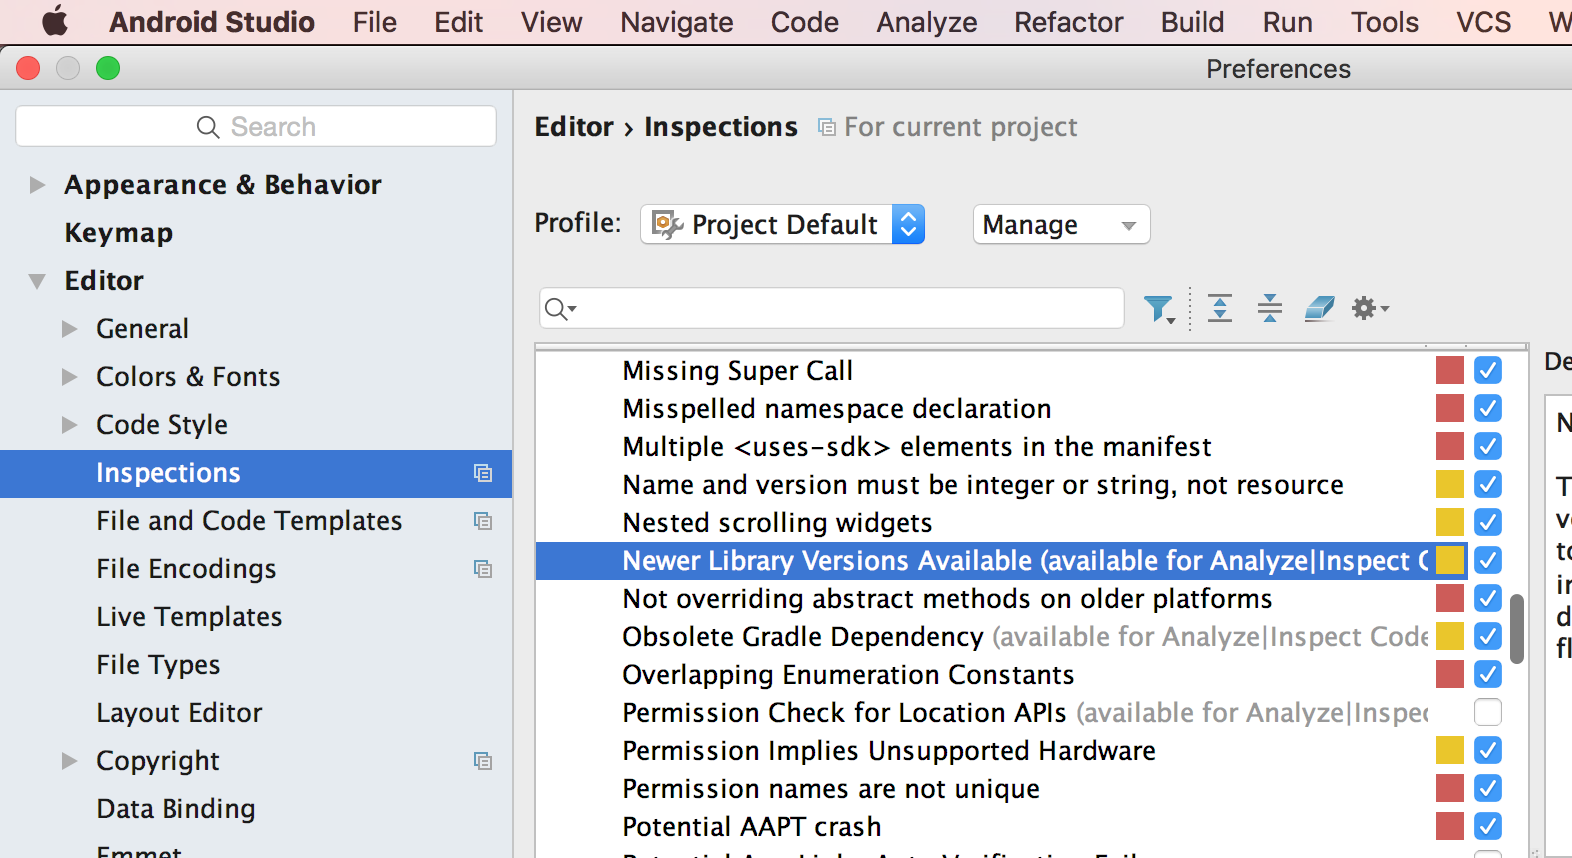 Android Studio File Edit View Navigate Code Analyze Refactor Build Run Tools VCS
Preferences
Search
Appearance & Behavior
Keymap
Editor
General
Colors & Fonts
Code Style
Inspections
File and Code Templates
File Encodings
Live Templates
File Types
Layout Editor
Copyright
Data Binding
Emmet
Editor › Inspections For current project
Profile: Project Default Manage
Missing Super Call
Misspelled namespace declaration
Multiple <uses-sdk> elements in the manifest
Name and version must be integer or string, not resource
Nested scrolling widgets
Newer Library Versions Available (available for Analyze|Inspect C
Not overriding abstract methods on older platforms
Obsolete Gradle Dependency (available for Analyze|Inspect Code
Overlapping Enumeration Constants
Permission Check for Location APIs (available for Analyze|Inspec
Permission Implies Unsupported Hardware
Permission names are not unique
Potential AAPT crash
De
N
T
v
to
i
d
fl